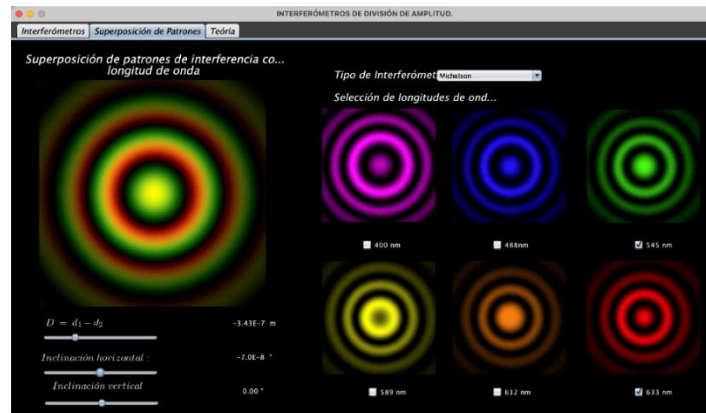 INTERFERÓMETROS DE DIVISIÓN DE AMPLITUD.
Interferómetros Superposición de Patrones Teória
Superposición de patrones de interferencia co...
longitud de onda
Tipo de Interferómet Michelson
Selección de longitudes de ond...
400 nm 488nm 545 nm
D = d₁ − d₂ -3.43E-7 m
Inclinación horizontal : -7.0E-8 °
Inclinación vertical 0.00 °
589 nm 612 nm 633 nm